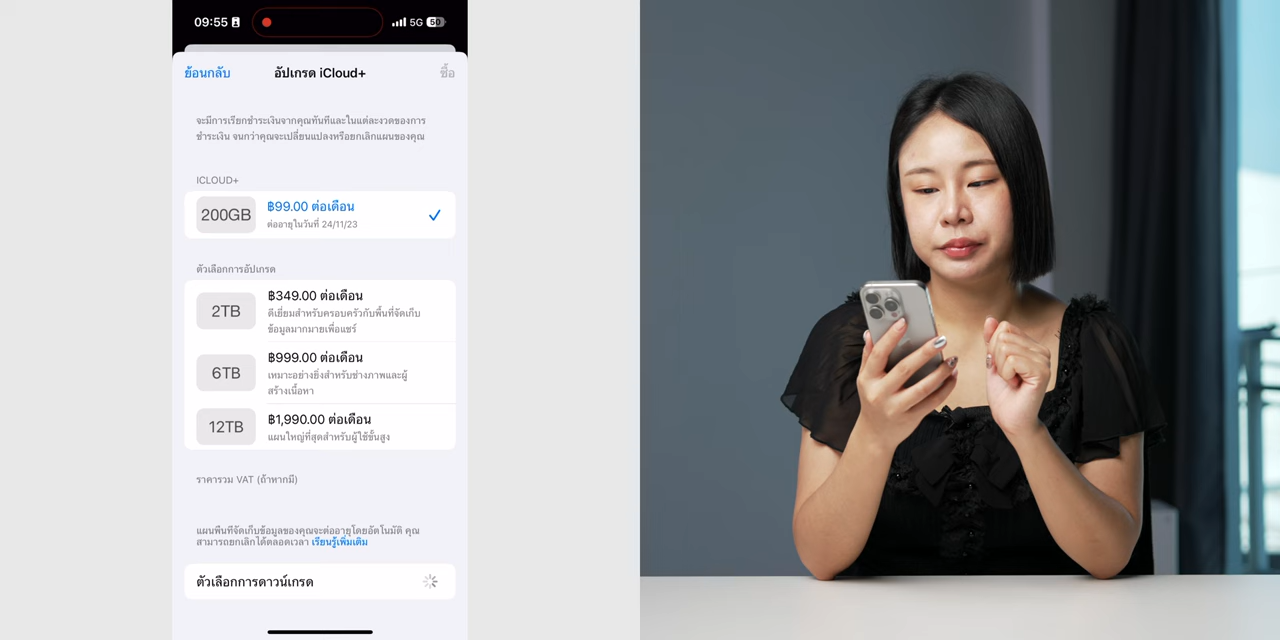 09:55
5G
50
ย้อนกลับ
อัปเกรด iCloud+
ซื้อ
จะมีการเรียกชำระเงินจากคุณทันทีและในแต่ละงวดของการ
ชำระเงิน จนกว่าคุณจะเปลี่ยนแปลงหรือยกเลิกแผนของคุณ
ICLOUD+
200GB
฿99.00 ต่อเดือน
ต่ออายุในวันที่ 24/11/23
ตัวเลือกการอัปเกรด
2TB
฿349.00 ต่อเดือน
ดีเยี่ยมสำหรับครอบครัวกับพื้นที่จัดเก็บ
ข้อมูลมากมายเพื่อแชร์
6TB
฿999.00 ต่อเดือน
เหมาะอย่างยิ่งสำหรับช่างภาพและผู้
สร้างเนื้อหา
12TB
฿1,990.00 ต่อเดือน
แผนใหญ่ที่สุดสำหรับผู้ใช้ขั้นสูง
ราคารวม VAT (ถ้าหากมี)
แผนพื้นที่จัดเก็บข้อมูลของคุณจะต่ออายุโดยอัตโนมัติ คุณ
สามารถยกเลิกได้ตลอดเวลา เรียนรู้เพิ่มเติม
ตัวเลือกการดาวน์เกรด